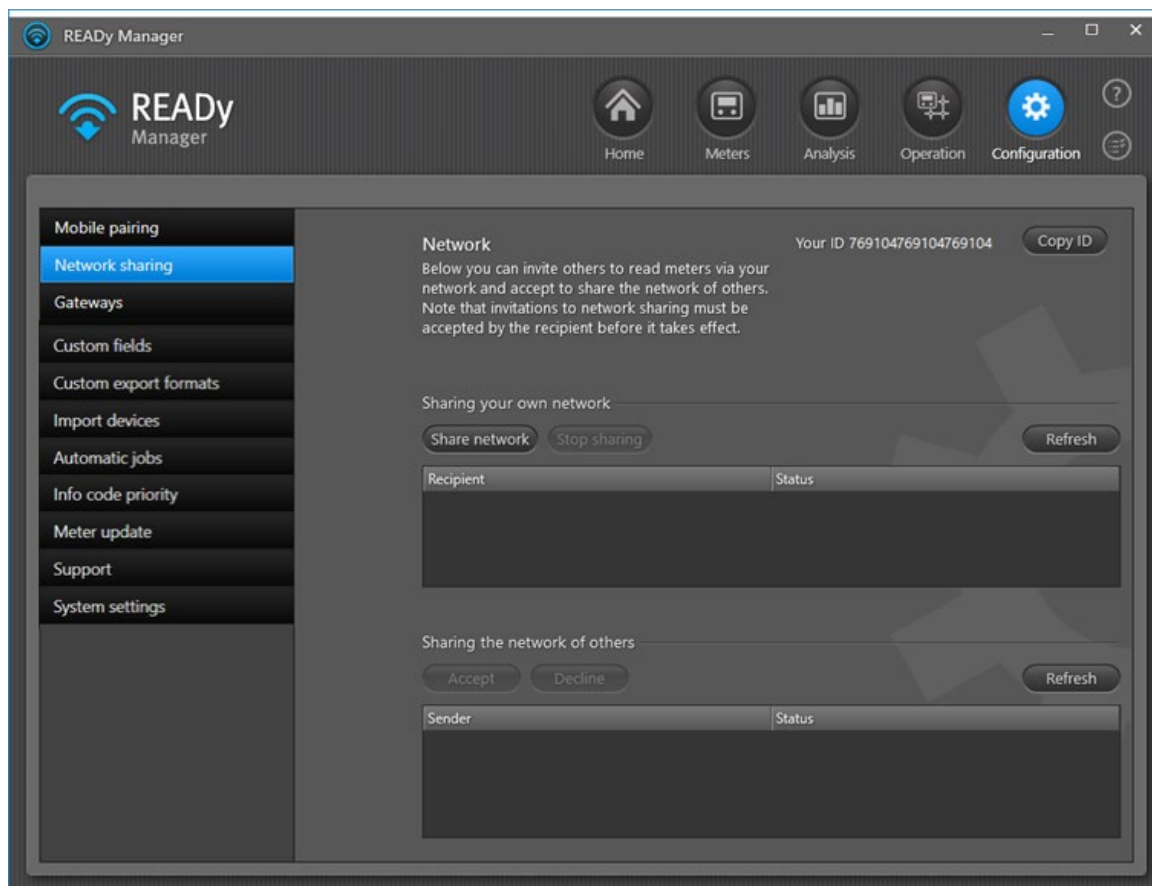 READy Manager
READy
Manager
Home
Meters
Analysis
Operation
Configuration
?
Mobile pairing
Network sharing
Gateways
Custom fields
Custom export formats
Import devices
Automatic jobs
Info code priority
Meter update
Support
System settings
Network
Your ID 769104769104769104
Copy ID
Below you can invite others to read meters via your
network and accept to share the network of others.
Note that invitations to network sharing must be
accepted by the recipient before it takes effect.
Sharing your own network
Share network
Stop sharing
Refresh
Recipient
Status
Sharing the network of others
Accept
Decline
Refresh
Sender
Status